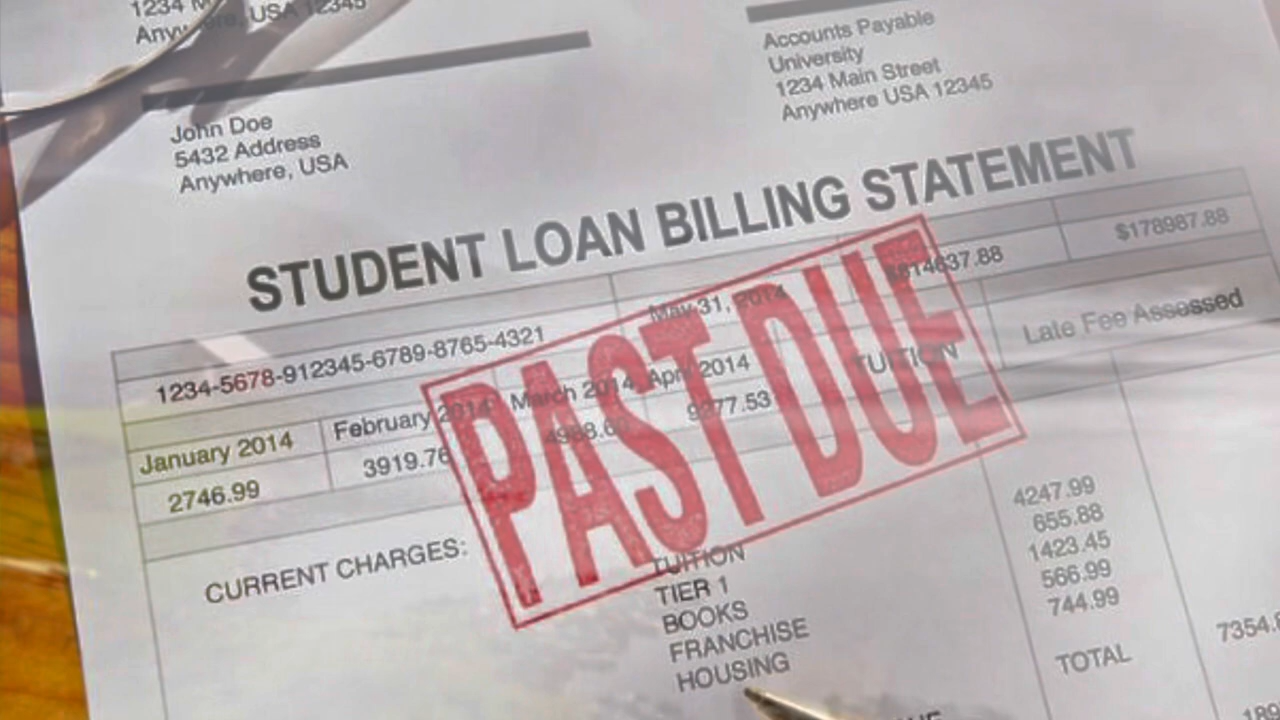 1234 M
Anywhere, USA 12345
Accounts Payable
University
1234 Main Street
Anywhere USA 12345
John Doe
5432 Address
Anywhere, USA
STUDENT LOAN BILLING STATEMENT
1234-5678-912345-6789-8765-4321
May 31, 2014
$178987.88
January 2014
February 2014
March 2014
April 2014
TUITION
Late Fee Assessed
2746.99
3919.76
9277.53
PAST DUE
CURRENT CHARGES:
TUITION
4247.99
TIER 1
655.88
BOOKS
1423.45
FRANCHISE
566.99
HOUSING
744.99
TOTAL
7354.8
189